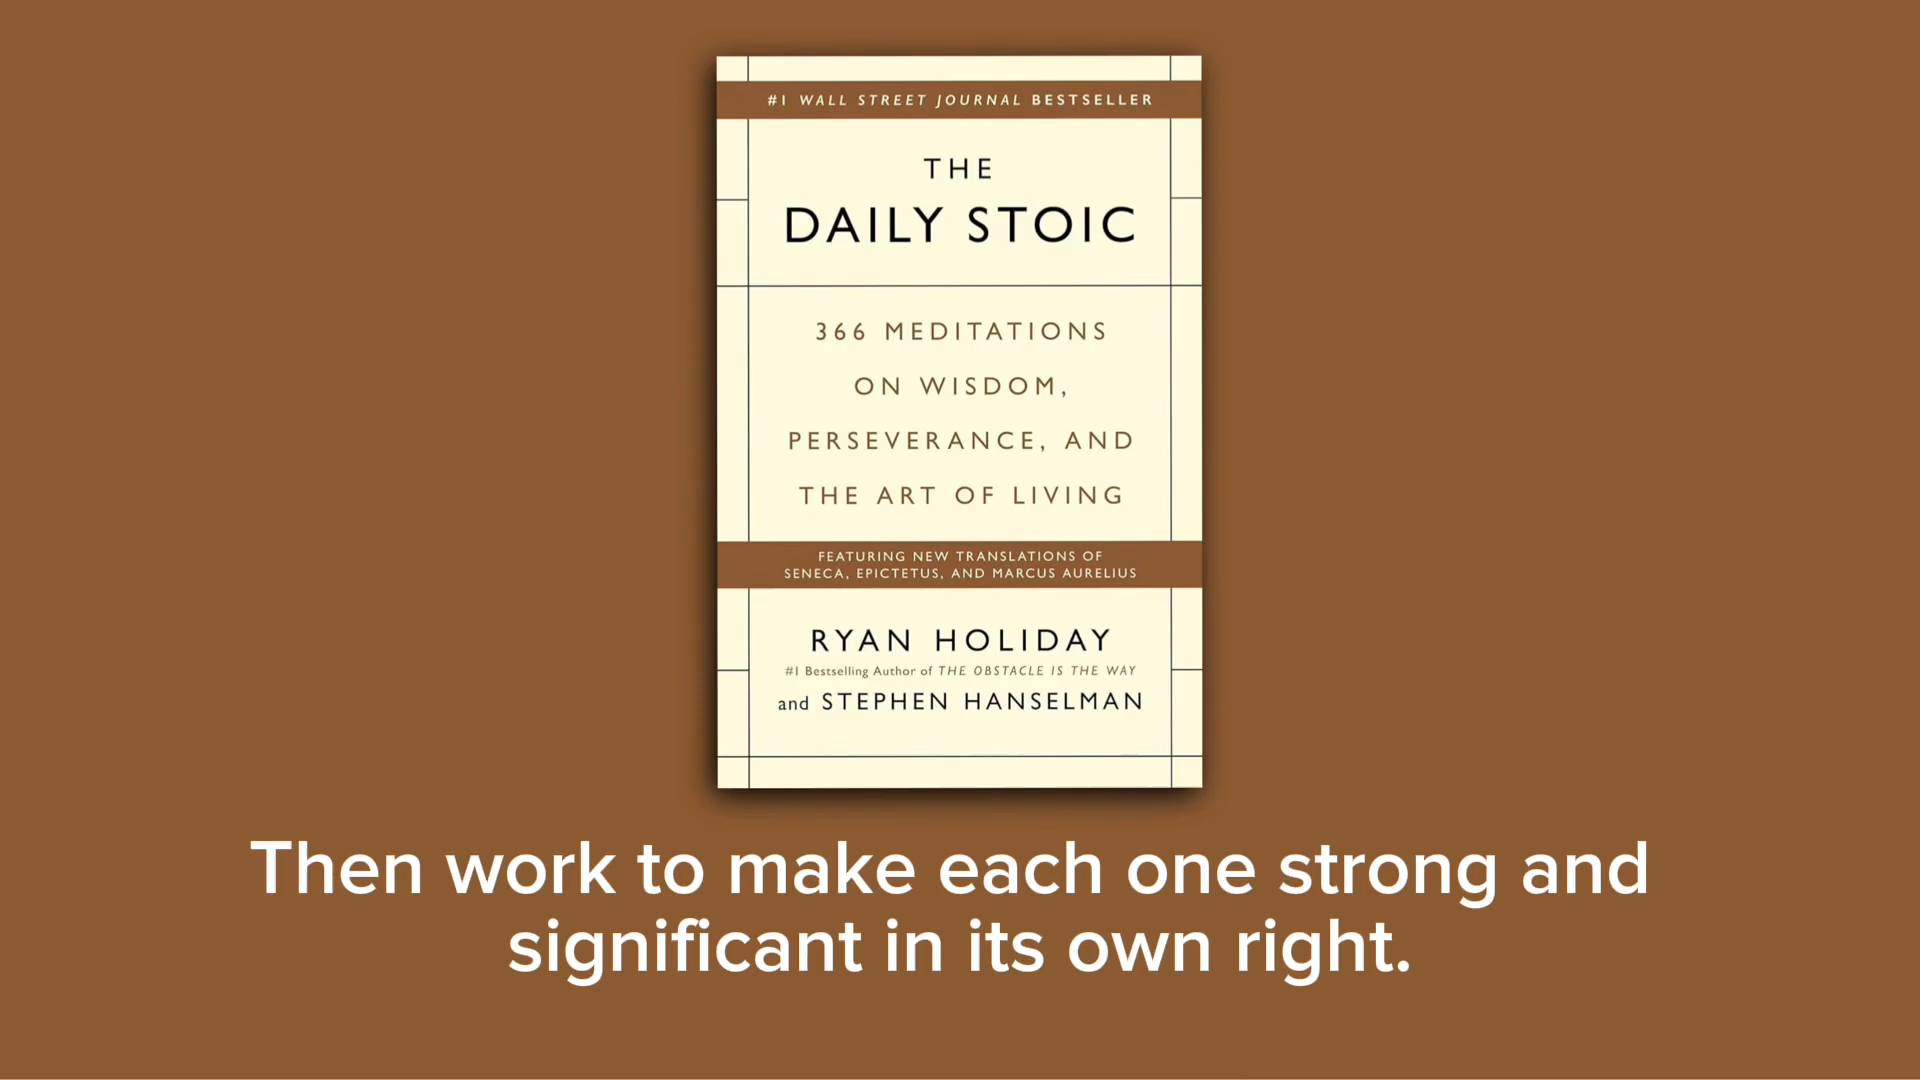 #1 WALL STREET JOURNAL BESTSELLER
THE
DAILY STOIC
366 MEDITATIONS
ON WISDOM,
PERSEVERANCE, AND
THE ART OF LIVING
FEATURING NEW TRANSLATIONS OF
SENECA, EPICTETUS, AND MARCUS AURELIUS
RYAN HOLIDAY
#1 Bestselling Author of THE OBSTACLE IS THE WAY
and STEPHEN HANSELMAN
Then work to make each one strong and
significant in its own right.